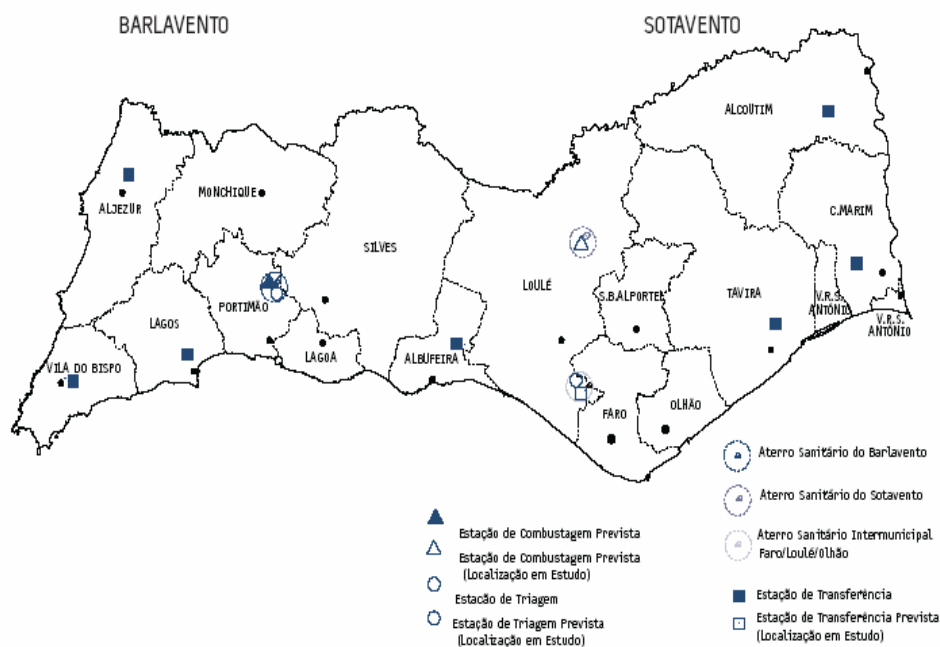 BARLAVENTO
SOTAVENTO
ALCOUTIM
ALJEZUR
MONCHIQUE
C.MARIM
SILVES
LOULÉ
S.B.ALPORTEL
TAVIRA
PORTIMÃO
V.R.S.
ANTÓNIO
LAGOS
V.R.S.
ANTÓNIO
LAGOA
ALBUFEIRA
VILA DO BISPO
OLHÃO
FARO
Aterro Sanitário do Barlavento
Aterro Sanitário do Sotavento
Aterro Sanitário Intermunicipal
Faro/Loulé/Olhão
Estação de Combustagem Prevista
Estação de Combustagem Prevista
(Localização em Estudo)
Estacão de Triagem
Estação de Triagem Prevista
(Localização em Estudo)
Estação de Transferência
Estação de Transferência Prevista
(Localização em Estudo)